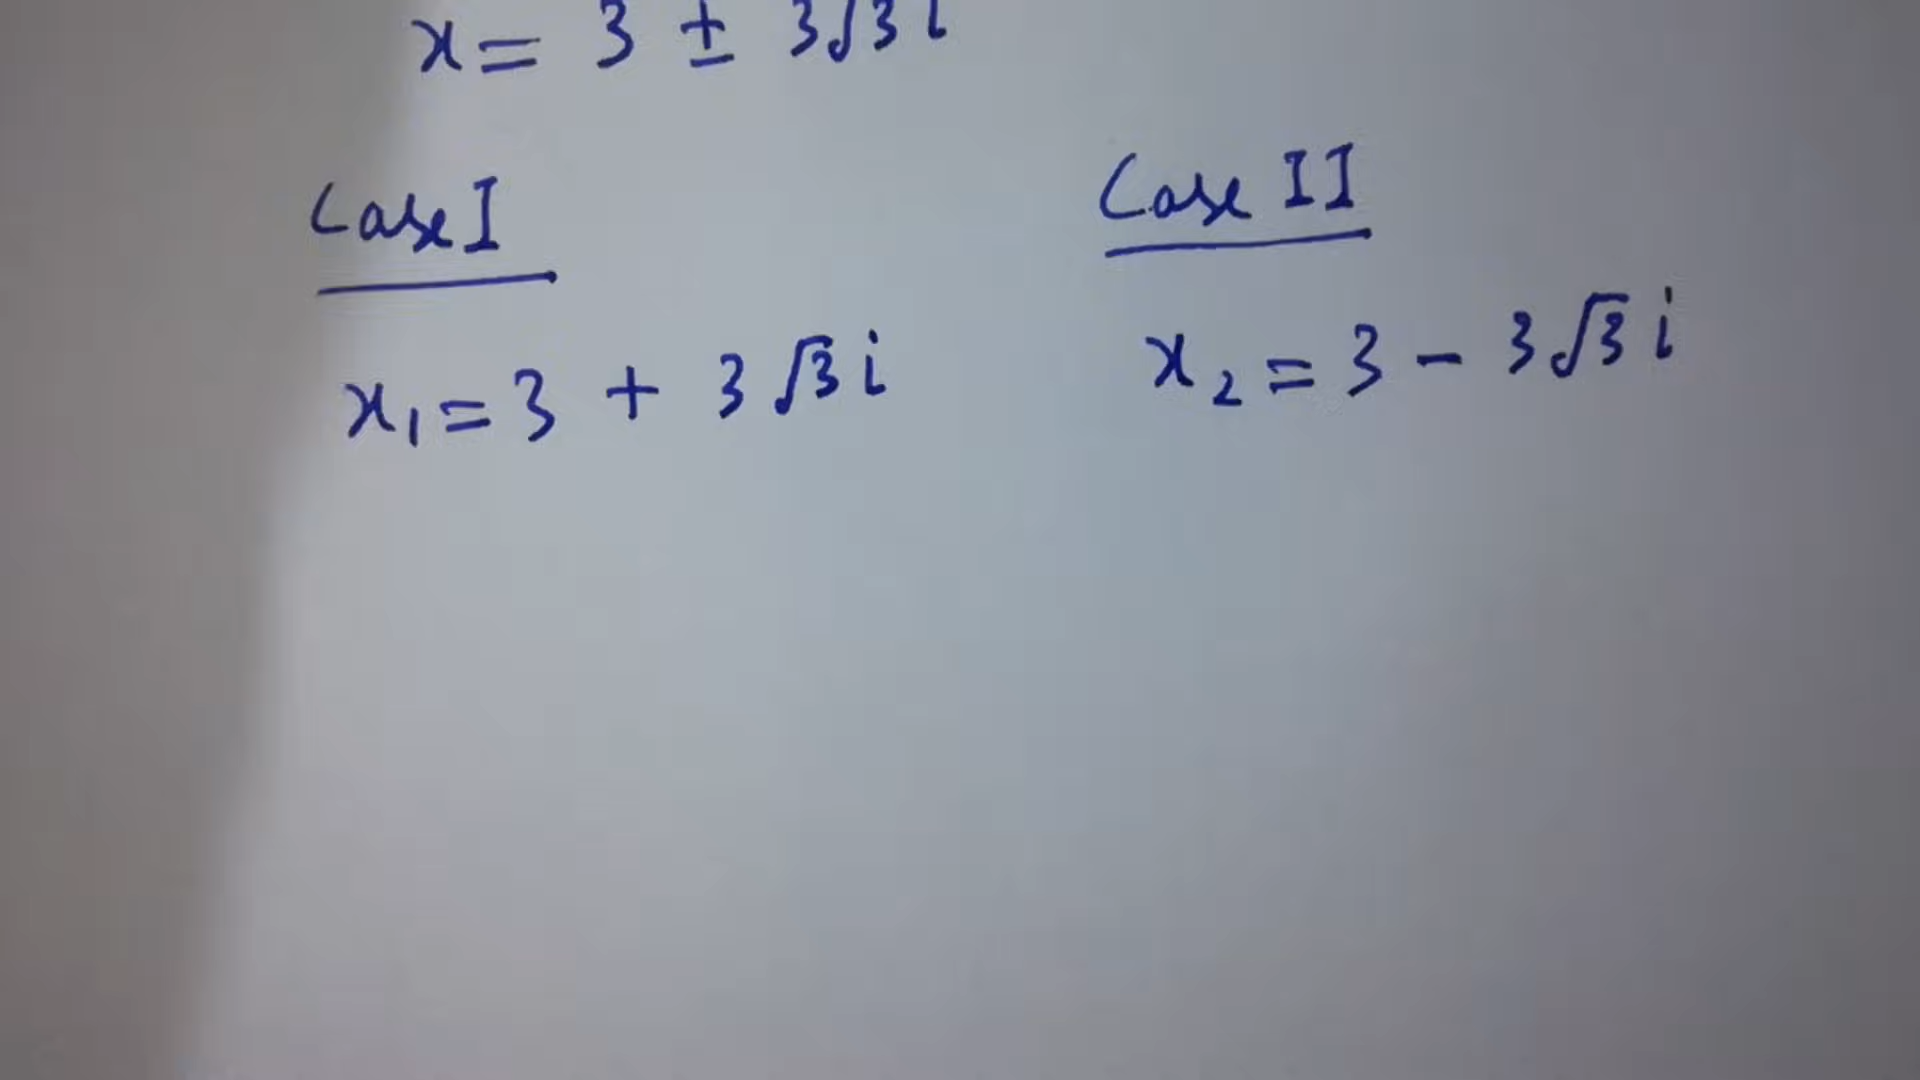 x = 3 ± 3√3 i
Case I
x₁ = 3 + 3√3 i
Case II
x₂ = 3 - 3√3 i